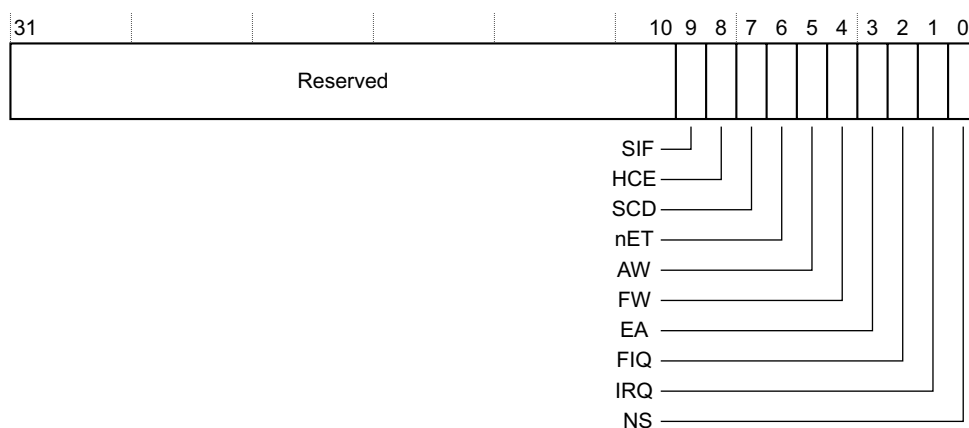 31 10 9 8 7 6 5 4 3 2 1 0
Reserved
SIF
HCE
SCD
nET
AW
FW
EA
FIQ
IRQ
NS